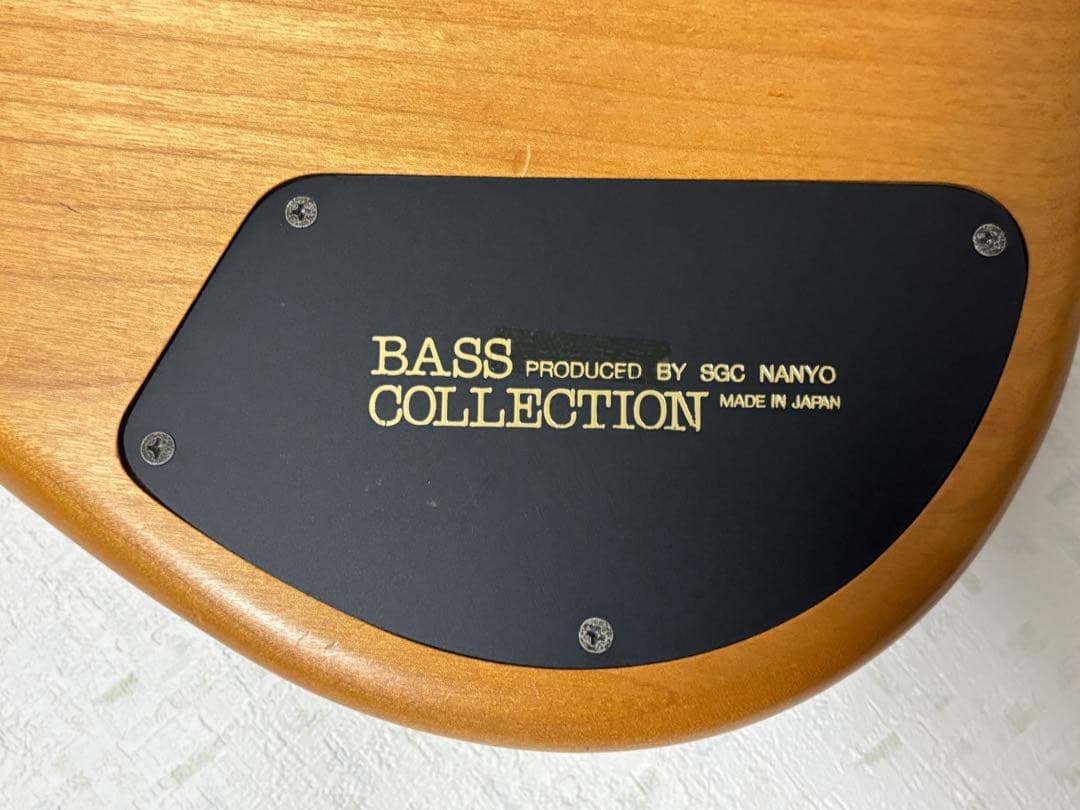 BASS PRODUCED BY SGC NANYO
COLLECTION MADE IN JAPAN